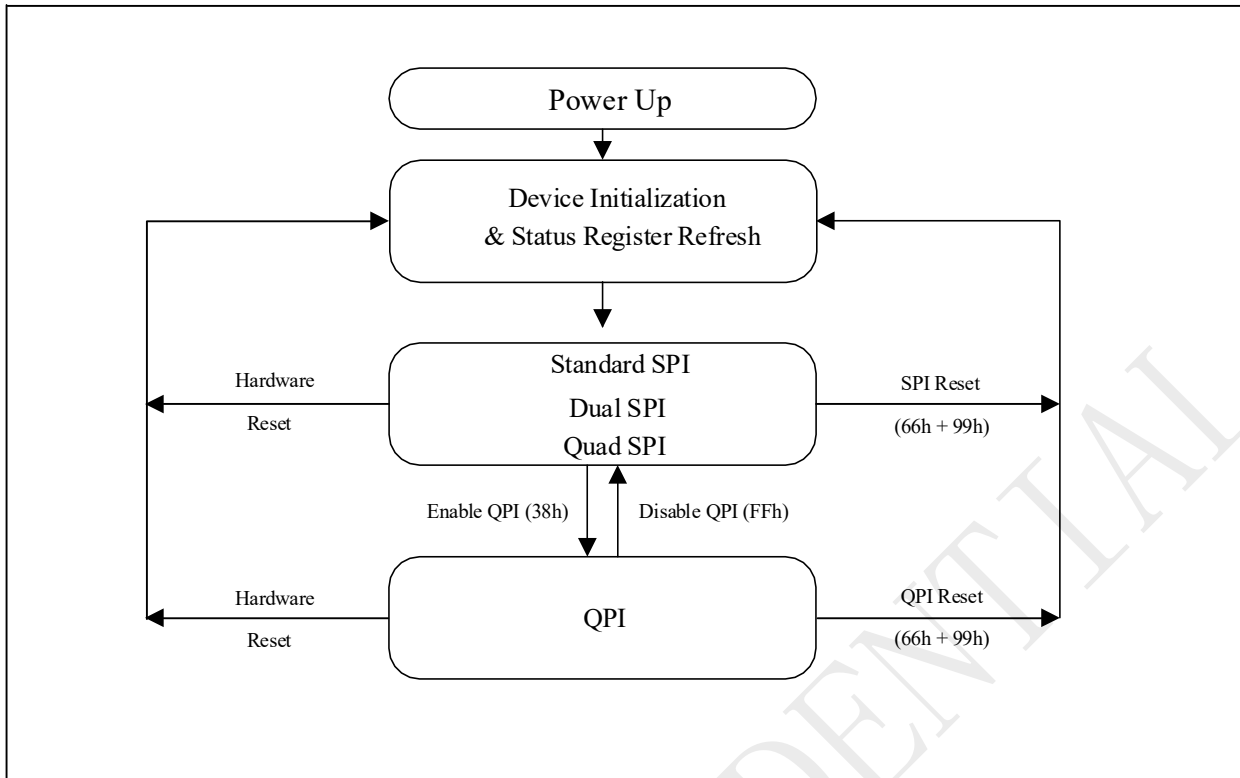 Power Up
Device Initialization
& Status Register Refresh
Standard SPI
Dual SPI
Quad SPI
Hardware
Reset
SPI Reset
(66h + 99h)
Enable QPI (38h)
Disable QPI (FFh)
QPI
Hardware
Reset
QPI Reset
(66h + 99h)
DENTIAL